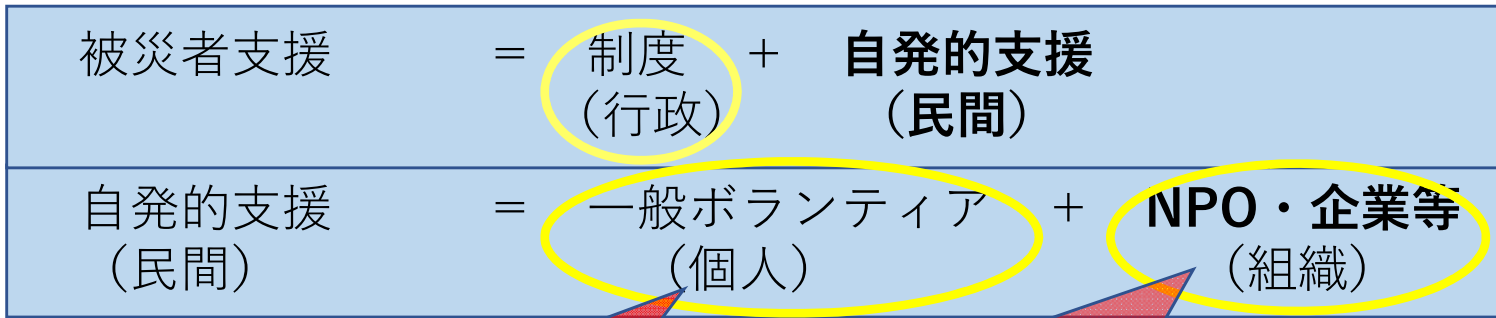 被災者支援 = 制度 + 自発的支援
(行政) (民間)
自発的支援 = 一般ボランティア + NPO・企業等
(民間) (個人) (組織)